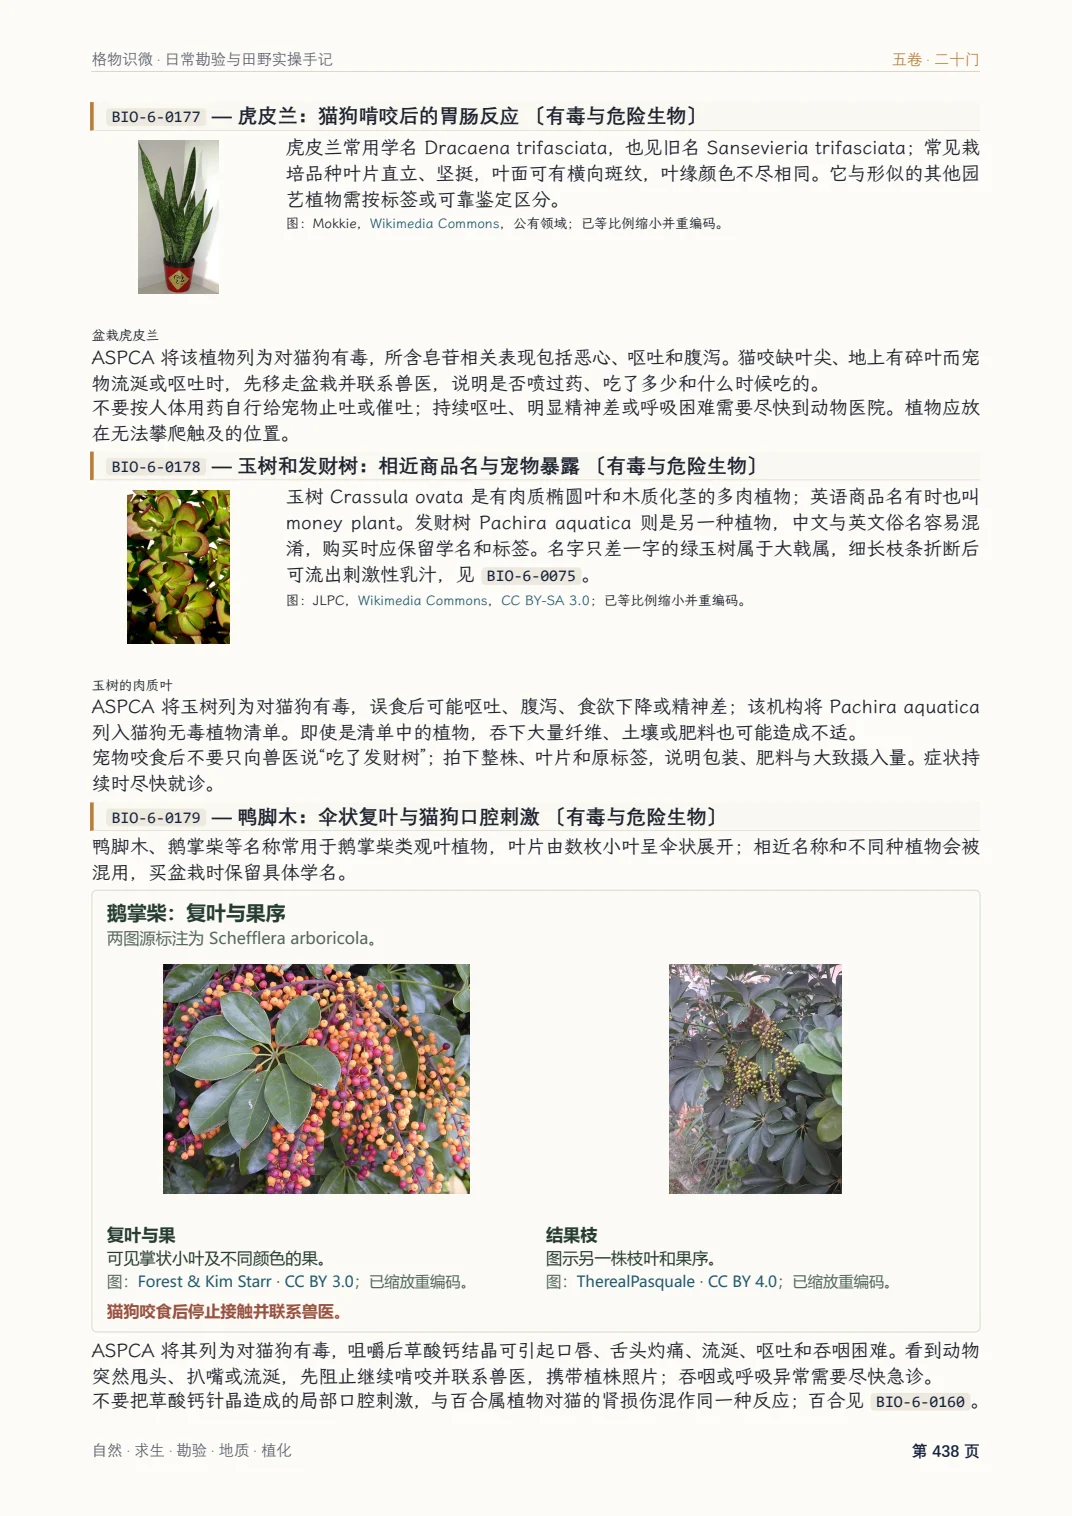 格物识微 · 日常勘验与田野实操手记
五卷 · 二十门
BIO-6-0177 — 虎皮兰：猫狗啃咬后的胃肠反应 〔有毒与危险生物〕
虎皮兰常用学名 Dracaena trifasciata，也见旧名 Sansevieria trifasciata；常见栽
培品种叶片直立、坚挺，叶面可有横向斑纹，叶缘颜色不尽相同。它与形似的其他园
艺植物需按标签或可靠鉴定区分。
图：Mokkie，Wikimedia Commons，公有领域；已等比例缩小并重编码。
盆栽虎皮兰
ASPCA 将该植物列为对猫狗有毒，所含皂苷相关表现包括恶心、呕吐和腹泻。猫咬缺叶尖、地上有碎叶而宠
物流涎或呕吐时，先移走盆栽并联系兽医，说明是否喷过药、吃了多少和什么时候吃的。
不要按人体用药自行给宠物止吐或催吐；持续呕吐、明显精神差或呼吸困难需要尽快到动物医院。植物应放
在无法攀爬触及的位置。
BIO-6-0178 — 玉树和发财树：相近商品名与宠物暴露 〔有毒与危险生物〕
玉树 Crassula ovata 是有肉质椭圆叶和木质化茎的多肉植物；英语商品名有时也叫
money plant。发财树 Pachira aquatica 则是另一种植物，中文与英文俗名容易混
淆，购买时应保留学名和标签。名字只差一字的绿玉树属于大戟属，细长枝条折断后
可流出刺激性乳汁，见 BIO-6-0075。
图：JLPC，Wikimedia Commons，CC BY-SA 3.0；已等比例缩小并重编码。
玉树的肉质叶
ASPCA 将玉树列为对猫狗有毒，误食后可能呕吐、腹泻、食欲下降或精神差；该机构将 Pachira aquatica
列入猫狗无毒植物清单。即使是清单中的植物，吞下大量纤维、土壤或肥料也可能造成不适。
宠物咬食后不要只向兽医说“吃了发财树”；拍下整株、叶片和原标签，说明包装、肥料与大致摄入量。症状持
续时尽快就诊。
BIO-6-0179 — 鸭脚木：伞状复叶与猫狗口腔刺激 〔有毒与危险生物〕
鸭脚木、鹅掌柴等名称常用于鹅掌柴类观叶植物，叶片由数枚小叶呈伞状展开；相近名称和不同种植物会被
混用，买盆栽时保留具体学名。
鹅掌柴：复叶与果序
两图源标注为 Schefflera arboricola。
复叶与果
可见掌状小叶及不同颜色的果。
图：Forest & Kim Starr · CC BY 3.0；已缩放重编码。
结果枝
图示另一株枝叶和果序。
图：TherealPasquale · CC BY 4.0；已缩放重编码。
猫狗咬食后停止接触并联系兽医。
ASPCA 将其列为对猫狗有毒，咀嚼后草酸钙结晶可引起口唇、舌头灼痛、流涎、呕吐和吞咽困难。看到动物
突然甩头、扒嘴或流涎，先阻止继续啃咬并联系兽医，携带植株照片；吞咽或呼吸异常需要尽快急诊。
不要把草酸钙针晶造成的局部口腔刺激，与百合属植物对猫的肾损伤混作同一种反应；百合见 BIO-6-0160。
自然 · 求生 · 勘验 · 地质 · 植化
第 438 页